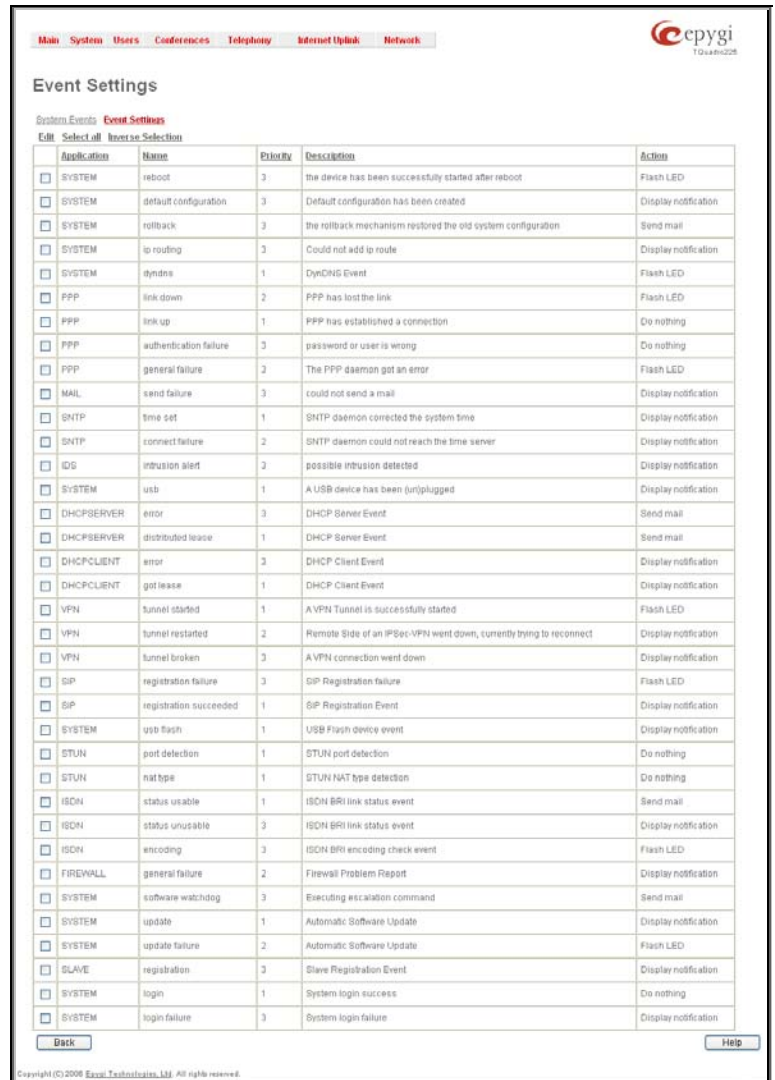 Main System Users Conferences Telephony Internet Uplink Network
epygi
Event Settings
System Events Event Settings
Edit Select all Inverse Selection
Application Name Priority Description Action
SYSTEM reboot 3 the device has been successfully started after reboot Flash LED
SYSTEM default configuration 3 Default configuration has been created Display notification
SYSTEM rollback 3 the rollback mechanism restored the old system configuration Send mail
SYSTEM ip routing 3 Could not add ip route Display notification
SYSTEM dyndns 1 DynDNS Event Flash LED
PPP link down 2 PPP has lost the link Flash LED
PPP link up 1 PPP has established a connection Do nothing
PPP authentication failure 3 password or user is wrong Do nothing
PPP general failure The PPP daemon got an error Flash LED
MAIL send failure 3 could not send a mail Display notification
SNTP time set 1 SNTP daemon corrected the system time Display notification
SNTP connect failure 2 SNTP daemon could not reach the time server Display notification
IDS intrusion alert possible intrusion detected Display notification
SYSTEM usb 1 A USB device has been (un)plugged Display notification
DHCPSERVER error 3 DHCP Server Event Send mail
DHCPSERVER distributed lease 1 DHCP Server Event Send mail
DHCPCLIENT error 3 DHCP Client Event Display notification
DHCPCLIENT got lease 1 DHCP Client Event Display notification
VPN tunnel started 1 A VPN Tunnel is successfully started Flash LED
VPN tunnel restarted 2 Remote Side of an IPSec-VPN went down, currently trying to reconnect Display notification
VPN tunnel broken 3 A VPN connection went down Display notification
SIP registration failure 3 SIP Registration failure Flash LED
SIP registration succeeded 1 SIP Registration Event Display notification
SYSTEM usb flash 1 USB Flash device event Display notification
STUN port detection 1 STUN port detection Do nothing
STUN nat type 1 STUN NAT type detection Do nothing
ISDN status usable 1 ISDN BRI link status event Send mail
ISDN status unusable 3 ISDN BRI link status event Display notification
ISDN encoding 3 ISDN BRI encoding check event Flash LED
FIREWALL general failure 2 Firewall Problem Report Display notification
SYSTEM software watchdog 3 Executing escalation command Send mail
SYSTEM update 1 Automatic Software Update Display notification
SYSTEM update failure 2 Automatic Software Update Flash LED
SLAVE registration 3 Slave Registration Event Display notification
SYSTEM login 1 System login success Do nothing
SYSTEM login failure 3 System login failure Display notification
Back Help
Copyright (C) Epygi Technologies, Ltd. All rights reserved.